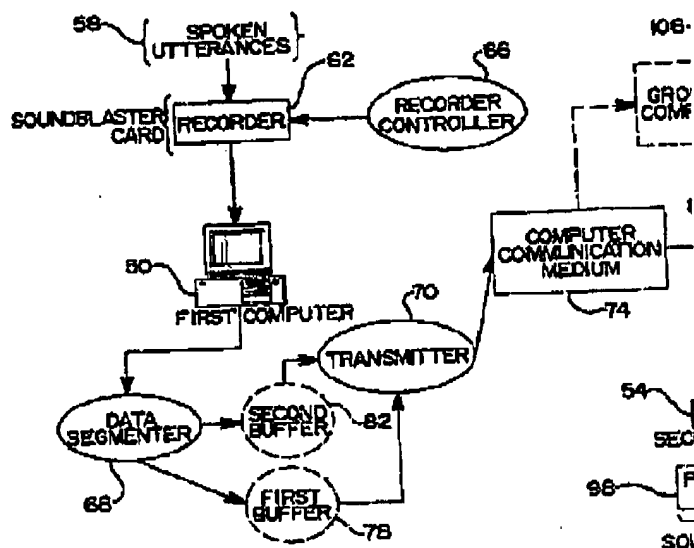 58
SPOKEN
UTTERANCES
62
66
106
SOUNDBLASTER
CARD
RECORDER
RECORDER
CONTROLLER
COMPUTER
COMMUNICATION
MEDIUM
74
50
FIRST COMPUTER
70
TRANSMITTER
DATA
SEGMENTER
68
SECOND
BUFFER
82
FIRST
BUFFER
78
54
98